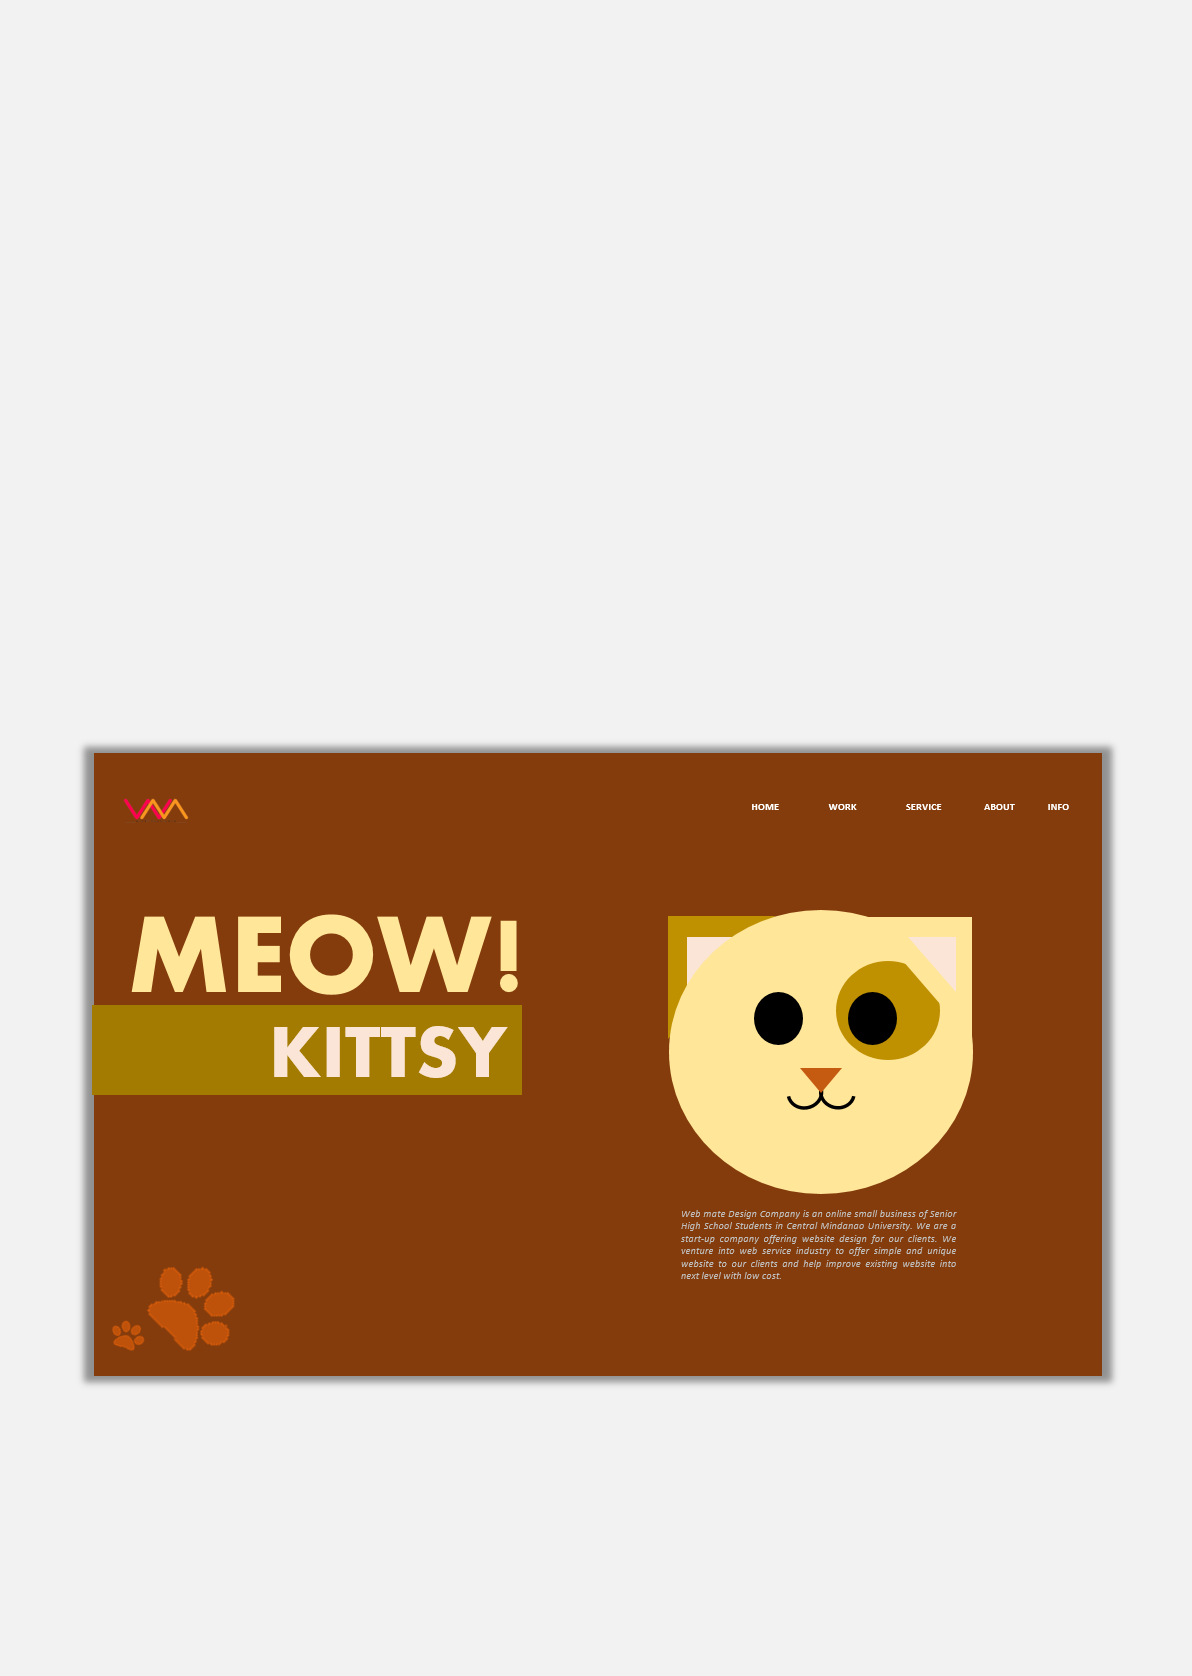 HOME WORK SERVICE ABOUT INFO
MEOW!
KITTSY
Web mate Design Company is an online small business of Senior
High School Students in Central Mindanao University. We are a
start-up company offering website design for our clients. We
venture into web service industry to offer simple and unique
website to our clients and help improve existing website into
next level with low cost.